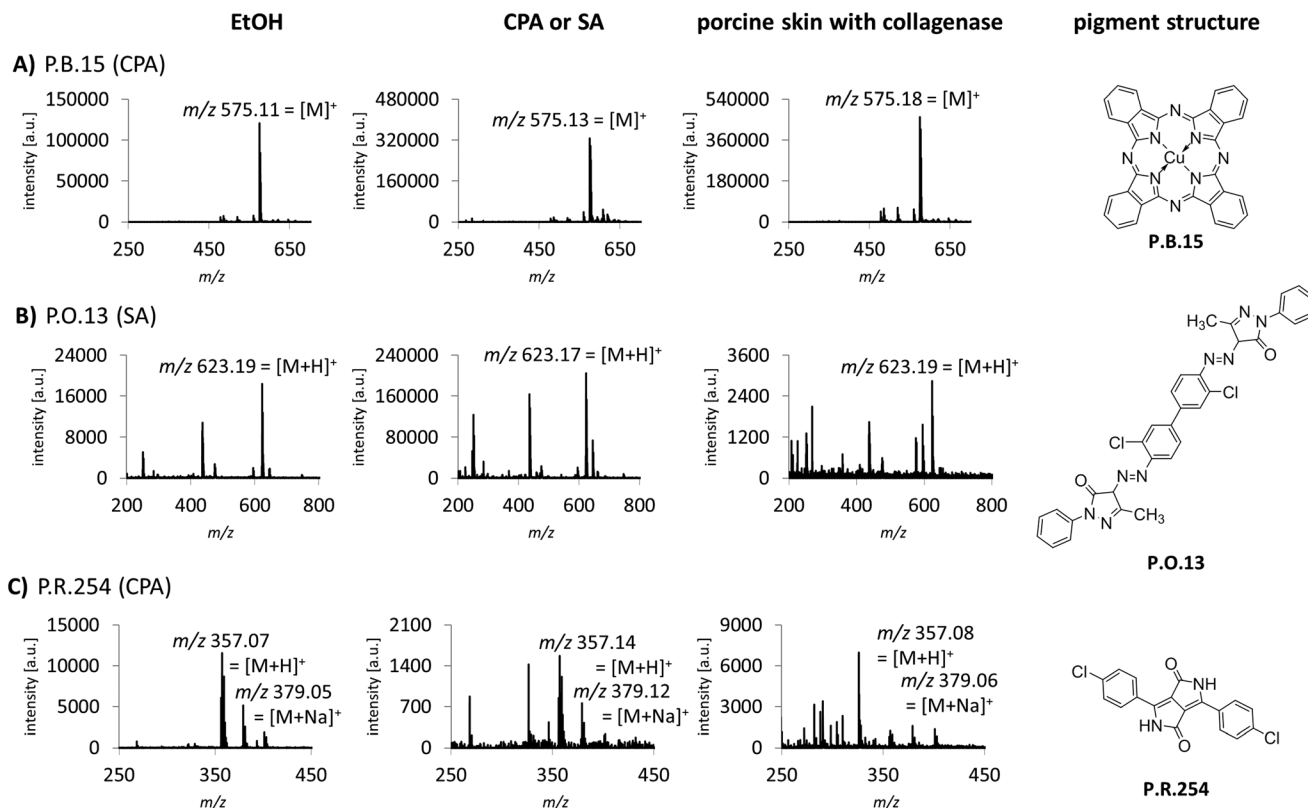 EtOH
CPA or SA
porcine skin with collagenase
pigment structure
A) P.B.15 (CPA)
intensity [a.u.]
150000
100000
50000
0
m/z 575.11 = [M]+
250 450 650
m/z
intensity [a.u.]
480000
320000
160000
0
m/z 575.13 = [M]+
250 450 650
m/z
intensity [a.u.]
540000
360000
180000
0
m/z 575.18 = [M]+
250 450 650
m/z
N
N N
N Cu N
N N
N
P.B.15
B) P.O.13 (SA)
intensity [a.u.]
24000
16000
8000
0
m/z 623.19 = [M+H]+
200 400 600 800
m/z
intensity [a.u.]
240000
160000
80000
0
m/z 623.17 = [M+H]+
200 400 600 800
m/z
intensity [a.u.]
3600
2400
1200
0
m/z 623.19 = [M+H]+
200 400 600 800
m/z
H3C
N
N
O
N=N
Cl
Cl
N=N
O
N
N
CH3
P.O.13
C) P.R.254 (CPA)
intensity [a.u.]
15000
10000
5000
0
m/z 357.07
= [M+H]+
m/z 379.05
= [M+Na]+
250 350 450
m/z
intensity [a.u.]
2100
1400
700
0
m/z 357.14
= [M+H]+
m/z 379.12
= [M+Na]+
250 350 450
m/z
intensity [a.u.]
9000
6000
3000
0
m/z 357.08
= [M+H]+
m/z 379.06
= [M+Na]+
250 350 450
m/z
Cl
O
NH
HN
O
Cl
P.R.254